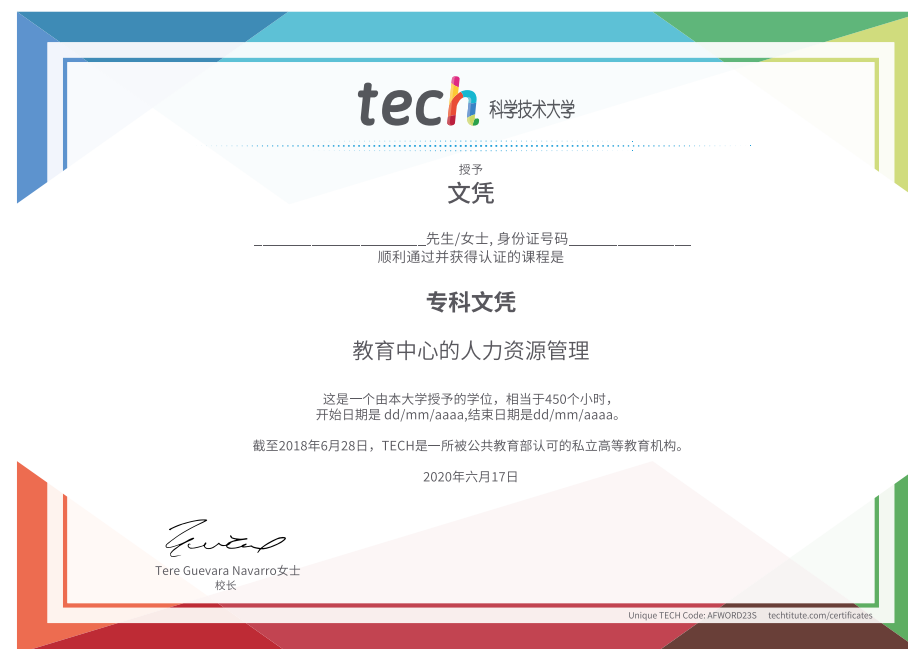 tech 科学技术大学
授予
文凭
______________________先生/女士, 身份证号码_______________
顺利通过并获得认证的课程是
专科文凭
教育中心的人力资源管理
这是一个由本大学授予的学位，相当于450个小时，
开始日期是 dd/mm/aaaa,结束日期是dd/mm/aaaa。
截至2018年6月28日，TECH是一所被公共教育部认可的私立高等教育机构。
2020年六月17日
Tere Guevara Navarro女士
校长
Unique TECH Code: AFWORD23S techtitute.com/certificates